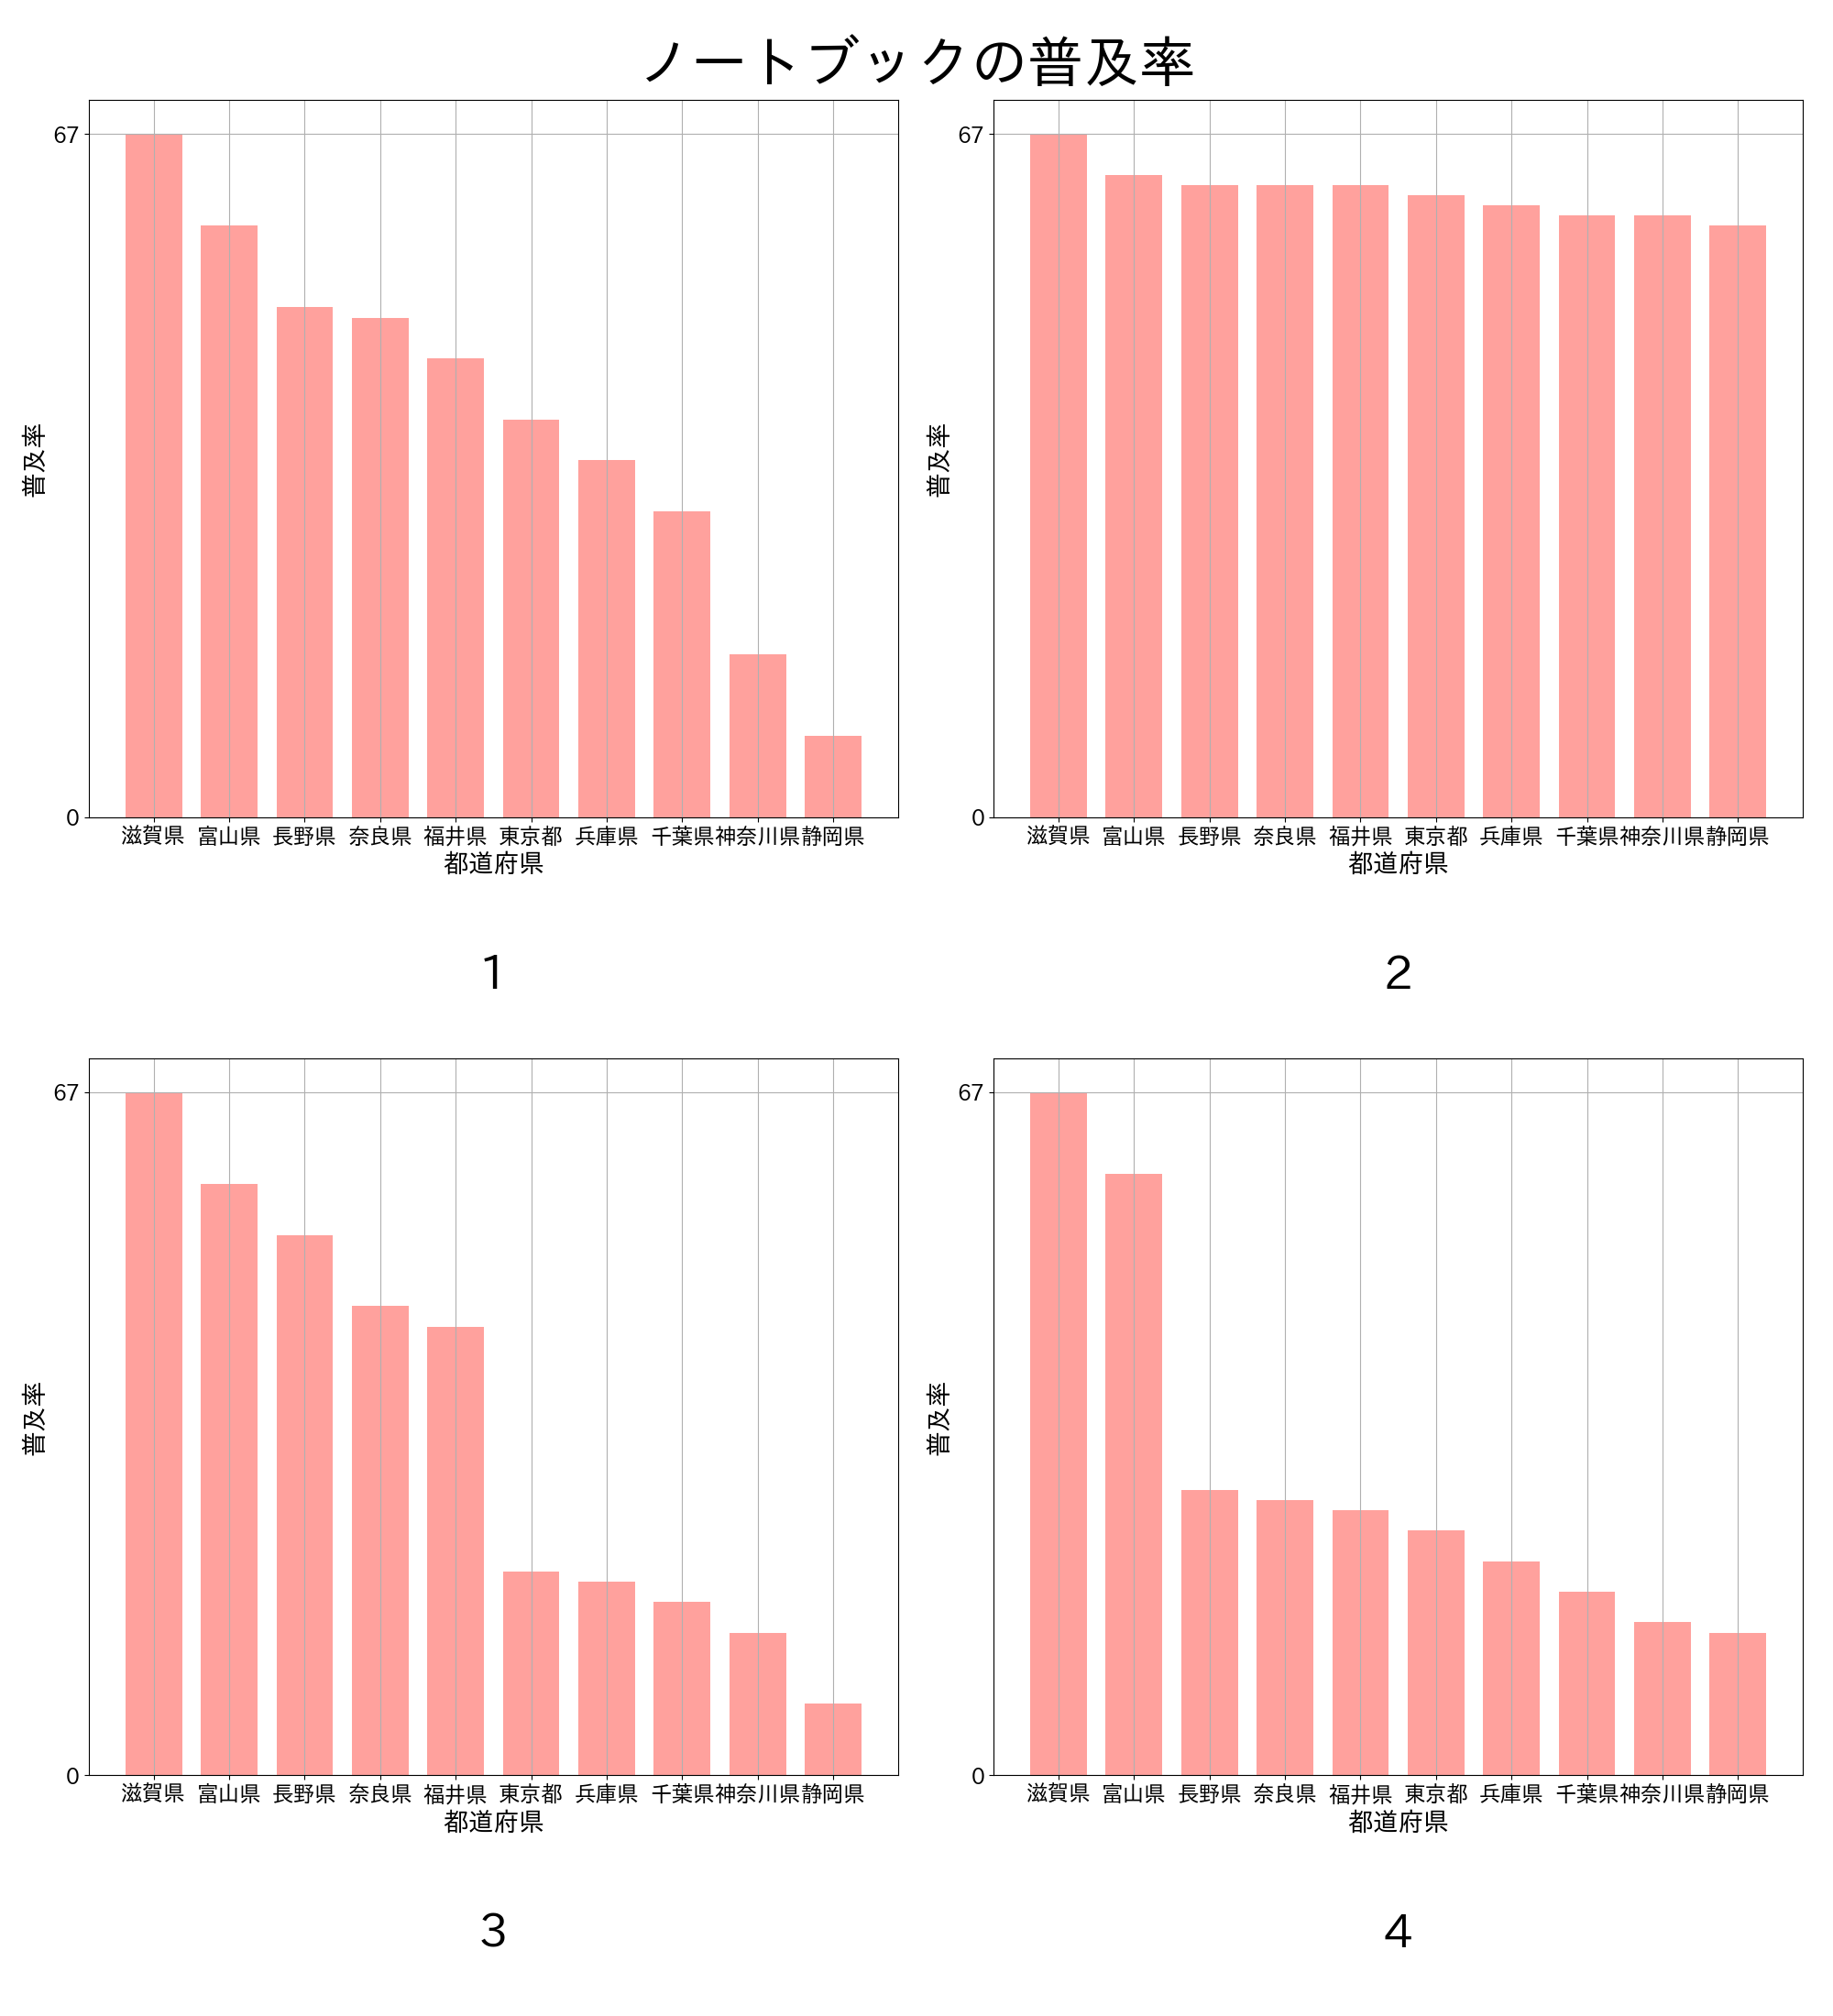 ノートブックの普及率
67
0
普及率
滋賀県 富山県 長野県 奈良県 福井県 東京都 兵庫県 千葉県 神奈川県 静岡県
都道府県
1
67
0
普及率
滋賀県 富山県 長野県 奈良県 福井県 東京都 兵庫県 千葉県 神奈川県 静岡県
都道府県
2
67
0
普及率
滋賀県 富山県 長野県 奈良県 福井県 東京都 兵庫県 千葉県 神奈川県 静岡県
都道府県
3
67
0
普及率
滋賀県 富山県 長野県 奈良県 福井県 東京都 兵庫県 千葉県 神奈川県 静岡県
都道府県
4